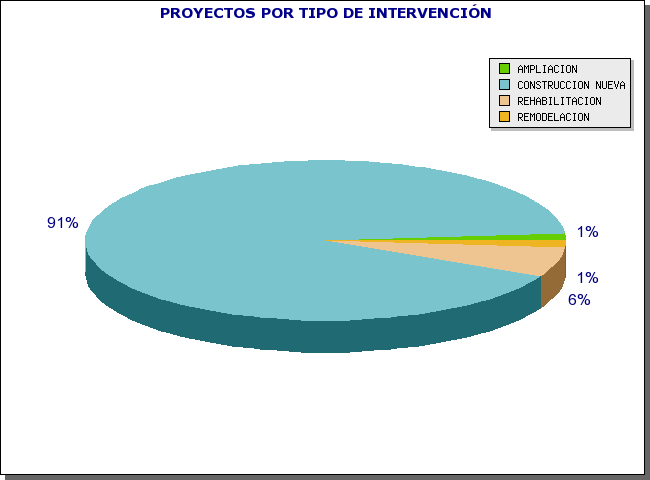 PROYECTOS POR TIPO DE INTERVENCIÓN
AMPLIACION
CONSTRUCCION NUEVA
REHABILITACION
REMODELACION
91%
1%
1%
6%